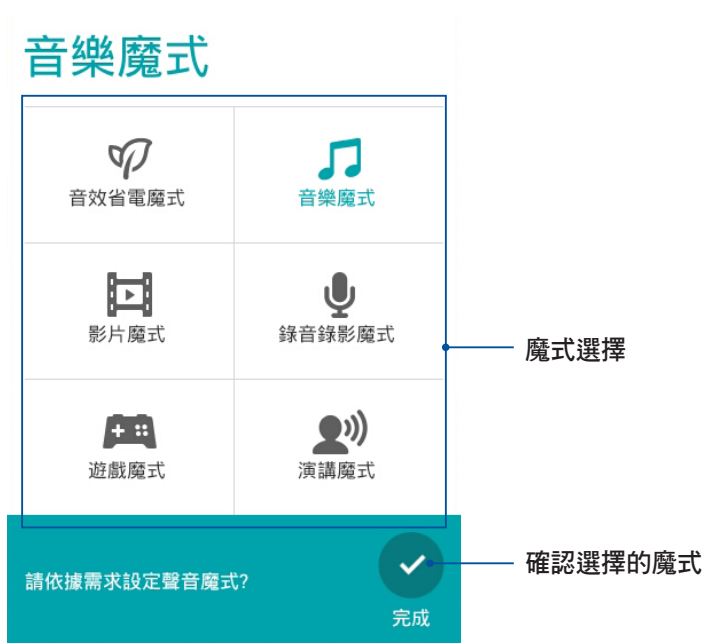 音樂魔式
音效省電魔式
音樂魔式
影片魔式
錄音錄影魔式
魔式選擇
遊戲魔式
演講魔式
請依據需求設定聲音魔式?
確認選擇的魔式
完成